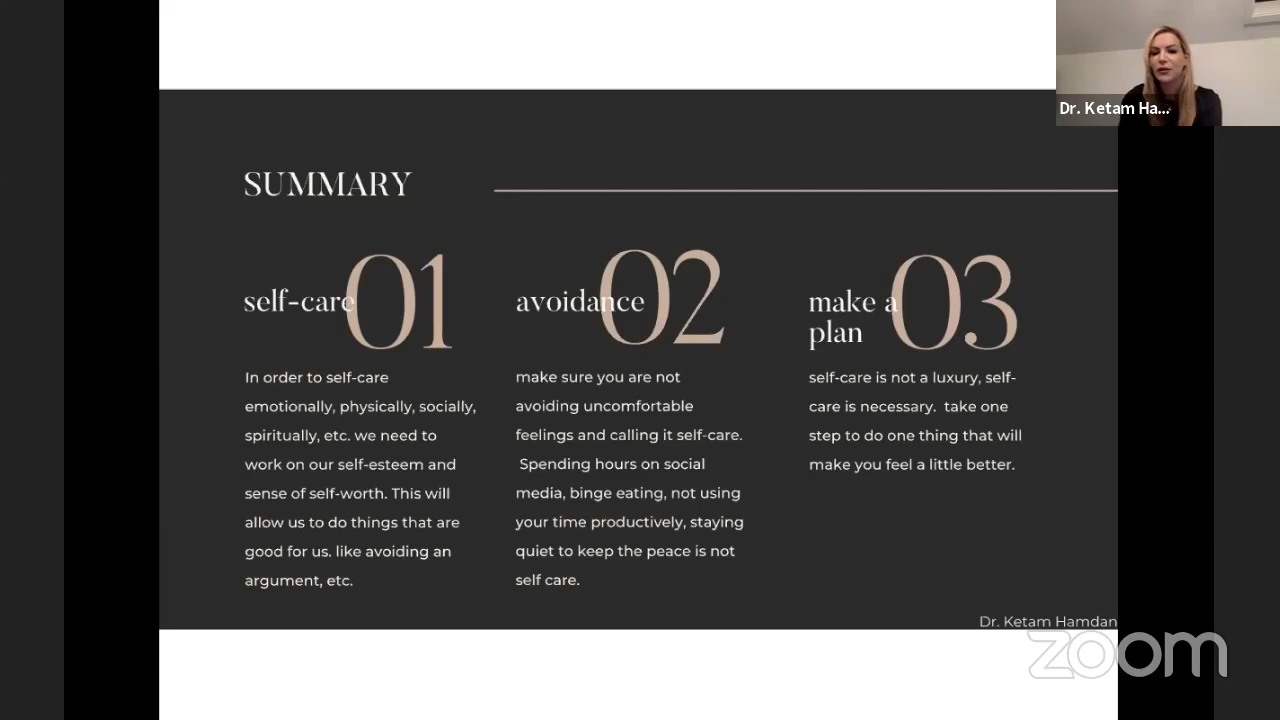 Dr. Ketam Ha...
SUMMARY
self-care
01
In order to self-care
emotionally, physically, socially,
spiritually, etc. we need to
work on our self-esteem and
sense of self-worth. This will
allow us to do things that are
good for us. like avoiding an
argument, etc.
avoidance
02
make sure you are not
avoiding uncomfortable
feelings and calling it self-care.
Spending hours on social
media, binge eating, not using
your time productively, staying
quiet to keep the peace is not
self care.
make a
plan
03
self-care is not a luxury, self-
care is necessary. take one
step to do one thing that will
make you feel a little better.
Dr. Ketam Hamdan
zoom